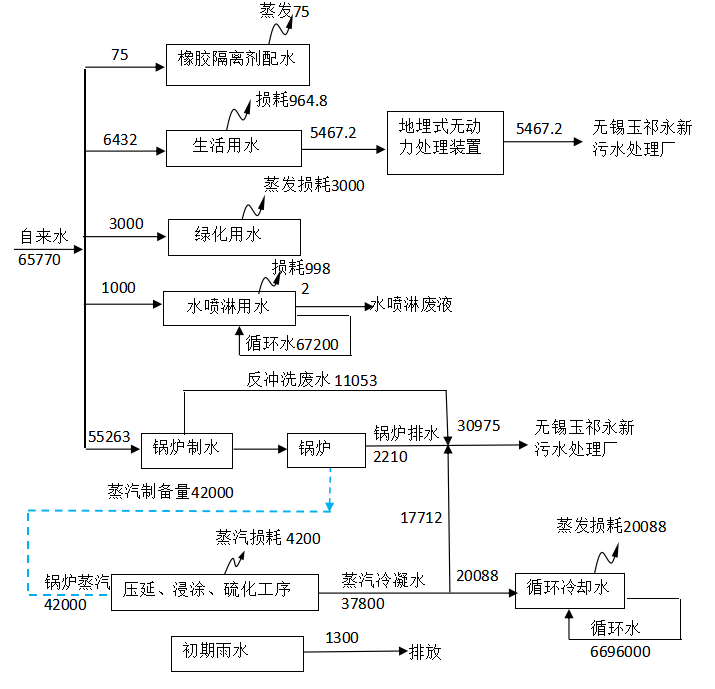 蒸发75
75
橡胶隔离剂配水
损耗964.8
6432
生活用水
5467.2
地埋式无动
力处理装置
5467.2
无锡玉祁永新
污水处理厂
蒸发损耗3000
3000
绿化用水
自来水
65770
损耗998
1000
水喷淋用水
2
水喷淋废液
循环水67200
反冲洗废水11053
55263
锅炉制水
锅炉
锅炉排水
2210
30975
无锡玉祁永新
污水处理厂
蒸汽制备量42000
17712
蒸汽损耗 4200
蒸发损耗20088
锅炉蒸汽
42000
压延、浸涂、硫化工序
蒸汽冷凝水
37800
20088
循环冷却水
循环水
6696000
初期雨水
1300
排放